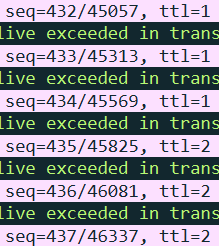 seq=432/45057, ttl=1
live exceeded in trans
seq=433/45313, ttl=1
live exceeded in trans
seq=434/45569, ttl=1
live exceeded in trans
seq=435/45825, ttl=2
live exceeded in trans
seq=436/46081, ttl=2
live exceeded in trans
seq=437/46337, ttl=2